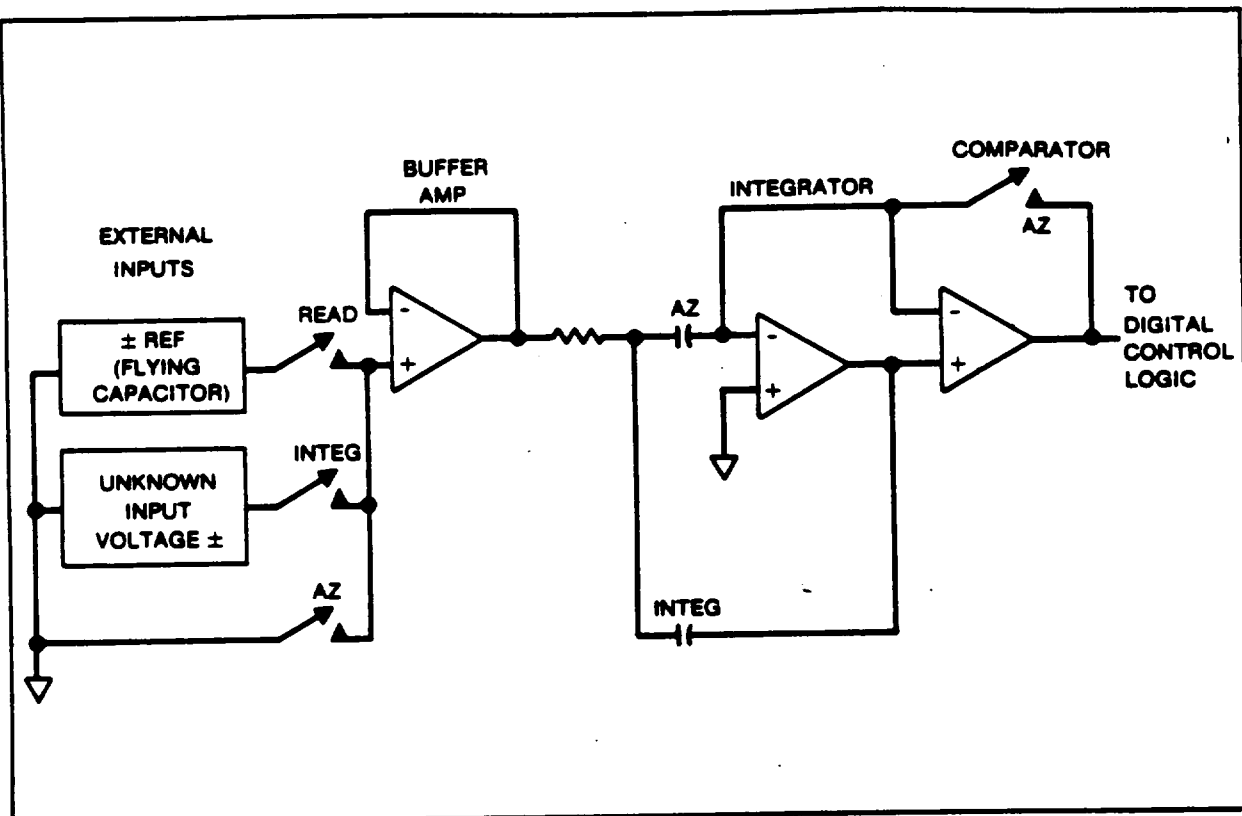 COMPARATOR
BUFFER
AMP
INTEGRATOR
AZ
EXTERNAL
INPUTS
READ
AZ
± REF
(FLYING
CAPACITOR)
-
+
-
+
-
+
TO
DIGITAL
CONTROL
LOGIC
INTEG
UNKNOWN
INPUT
VOLTAGE ±
AZ
INTEG